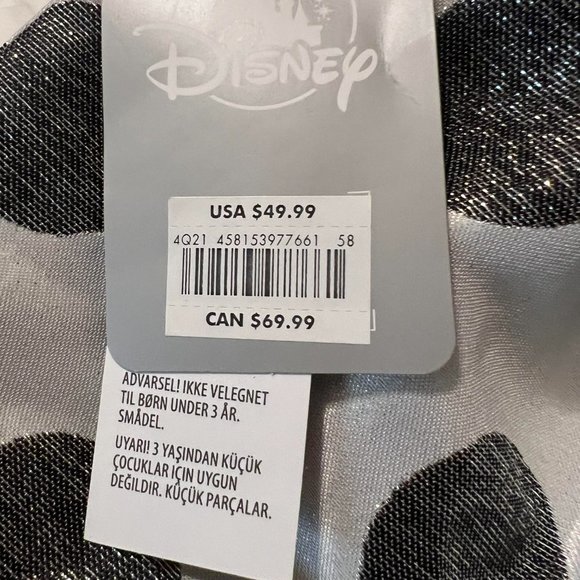 Disney
USA $49.99
4Q21 458153977661 58
CAN $69.99
ADVARSEL! IKKE VELEGNET
TIL BØRN UNDER 3 ÅR.
SMÅDEL.
UYARI! 3 YAŞINDAN KÜÇÜK
ÇOCUKLAR IÇIN UYGUN
DEĞILDIR. KÜÇÜK PARÇALAR.